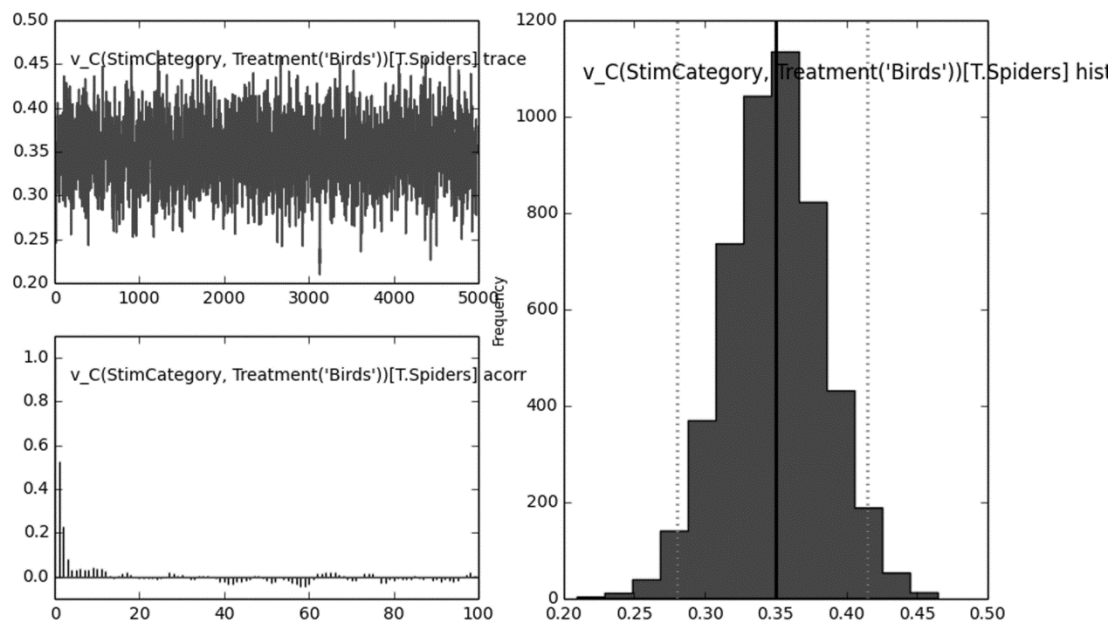 0.50
0.45
0.40
0.35
0.30
0.25
0.20
v_C(StimCategory, Treatment('Birds'))[T.Spiders] trace
0 1000 2000 3000 4000 5000
1.0
0.8
0.6
0.4
0.2
0.0
v_C(StimCategory, Treatment('Birds'))[T.Spiders] acorr
0 20 40 60 80 100
Frequency
1200
1000
800
600
400
200
0
v_C(StimCategory, Treatment('Birds'))[T.Spiders] hist
0.20 0.25 0.30 0.35 0.40 0.45 0.50